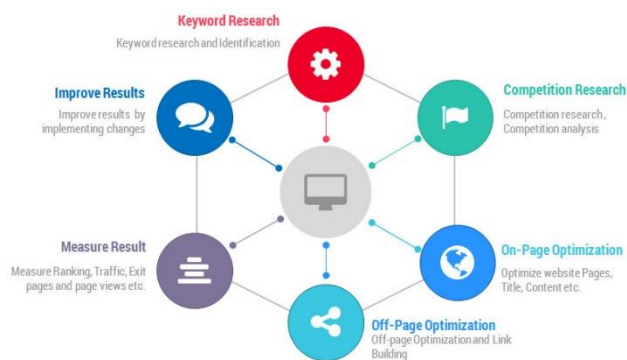 Keyword Research
Keyword research and Identification
Improve Results
Improve results by
implementing changes
Competition Research
Competition research,
Competition analysis
Measure Result
Measure Ranking, Traffic, Exit
pages and page views etc.
On-Page Optimization
Optimize website Pages,
Title, Content etc.
Off-Page Optimization
Off-page Optimization and Link
Building